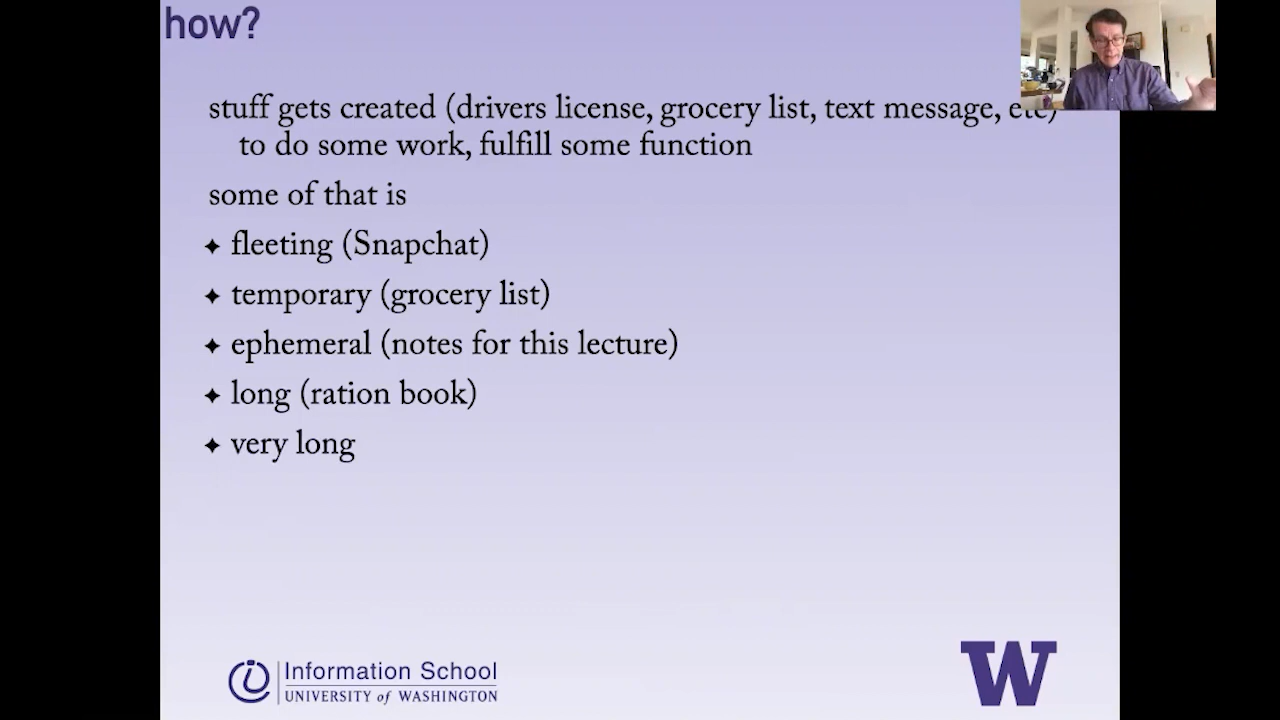 how?
stuff gets created (drivers license, grocery list, text message, etc)
to do some work, fulfill some function
some of that is
✦ fleeting (Snapchat)
✦ temporary (grocery list)
✦ ephemeral (notes for this lecture)
✦ long (ration book)
✦ very long
i Information School
UNIVERSITY of WASHINGTON
W